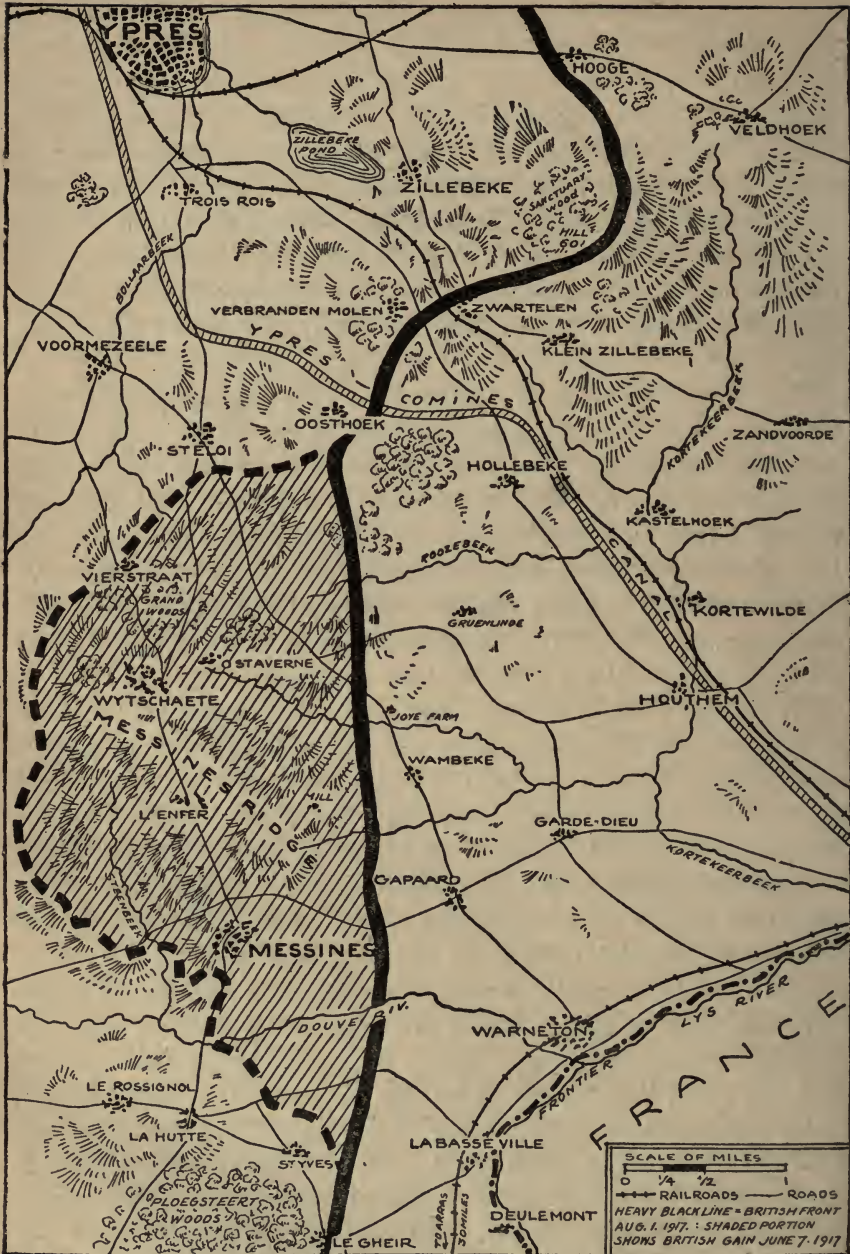 YPRES
HOOGE
VELDHOEK
ZILLEBEKE
POND
ZILLEBEKE
SANCTUARY
WOOD
HILL
60
TROIS ROIS
BOLLAARBEEK
VERBRANDEN MOLEN
ZWARTELEN
VOORMEZEELE
YPRES - COMINES
KLEIN ZILLEBEKE
KORTEKEERBEEK
OOSTHOEK
ZANDVOORDE
ST ELOI
HOLLEBEKE
KASTELHOEK
CANAL
ROOZEBEEK
VIERSTRAAT
GRAND
WOODS
GRUENLINDE
KORTEWILDE
OSTAVERNE
WYTSCHAETE
HOUTHEM
JOYE FARM
MESSINES RIDGE
WAMBEKE
HILL
L'ENFER
GARDE-DIEU
KORTEKEERBEEK
STEENBEEK
GAPAARD
MESSINES
DOUVE RIV.
WARNETON
LYS RIVER
FRONTIER
FRANCE
LE ROSSIGNOL
LA HUTTE
ST YVES
LA BASSE VILLE
PLOEGSTEERT
WOODS
LE GHEIR
TO ARRAS
30 MILES
DEULEMONT
SCALE OF MILES
0 1/4 1/2 1
RAILROADS ROADS
HEAVY BLACK LINE = BRITISH FRONT
AUG. 1. 1917. : SHADED PORTION
SHOWS BRITISH GAIN JUNE 7. 1917